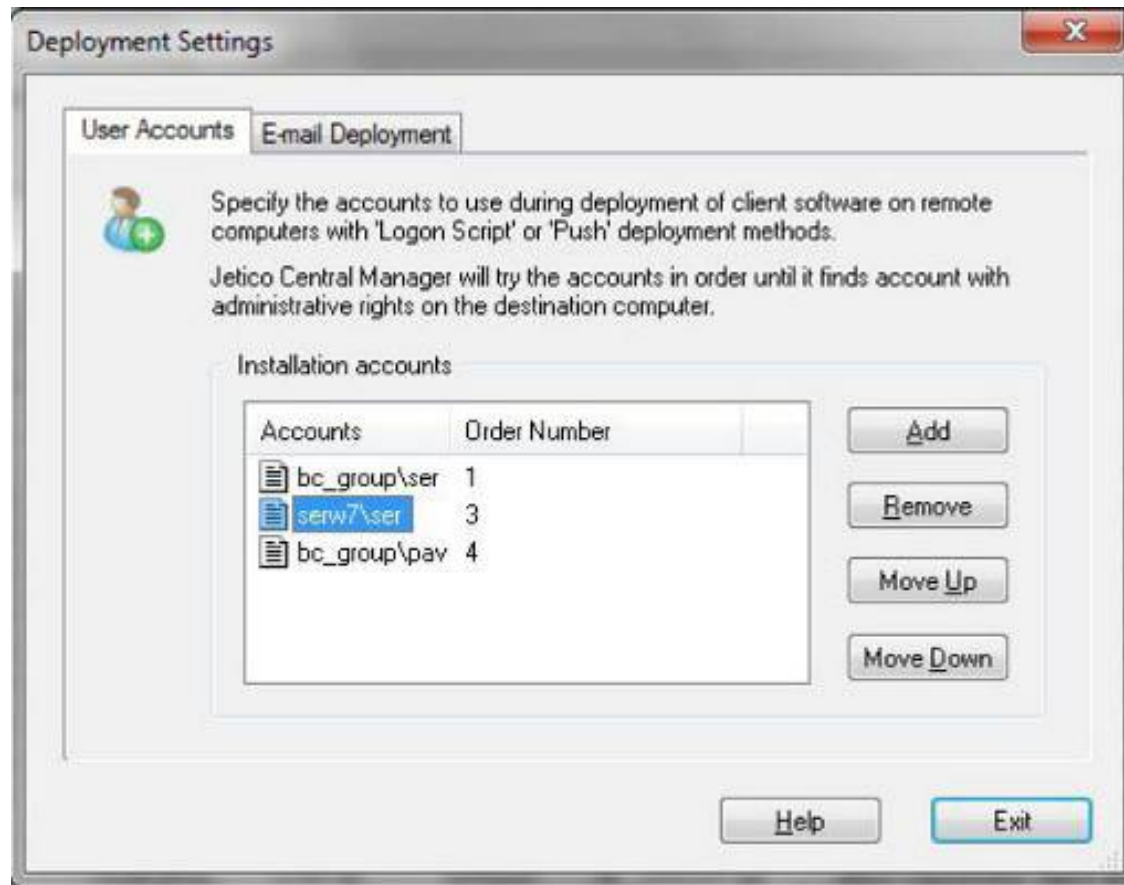 Deployment Settings
User Accounts E-mail Deployment
Specify the accounts to use during deployment of client software on remote
computers with 'Logon Script' or 'Push' deployment methods.
Jetico Central Manager will try the accounts in order until it finds account with
administrative rights on the destination computer.
Installation accounts
Accounts Order Number
bc_group\ser 1
serw7\ser 3
bc_group\pav 4
Add
Remove
Move Up
Move Down
Help Exit